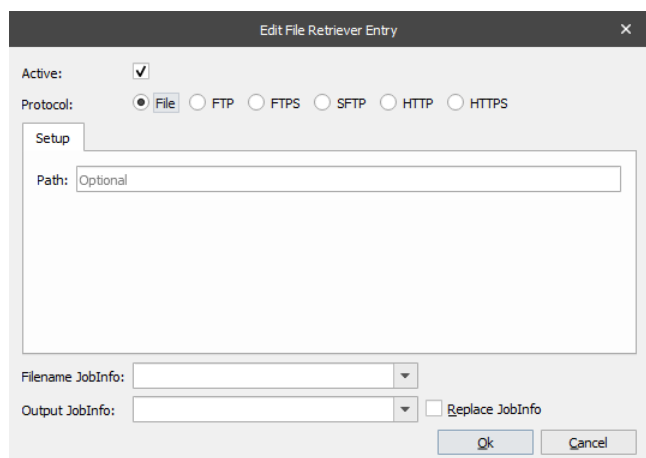 Edit File Retriever Entry
Active:
Protocol: File FTP FTPS SFTP HTTP HTTPS
Setup
Path: Optional
Filename JobInfo:
Output JobInfo: Replace JobInfo
Ok Cancel